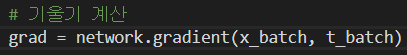 # 기울기 계산
grad = network.gradient(x_batch, t_batch)